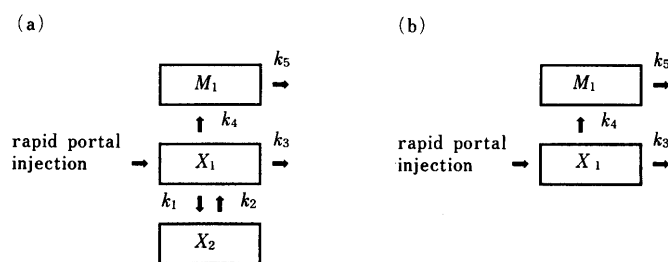 (a)
k5
M1
k4
rapid portal
injection
k3
X1
k1
k2
X2
(b)
k5
M1
k4
rapid portal
injection
k3
X1